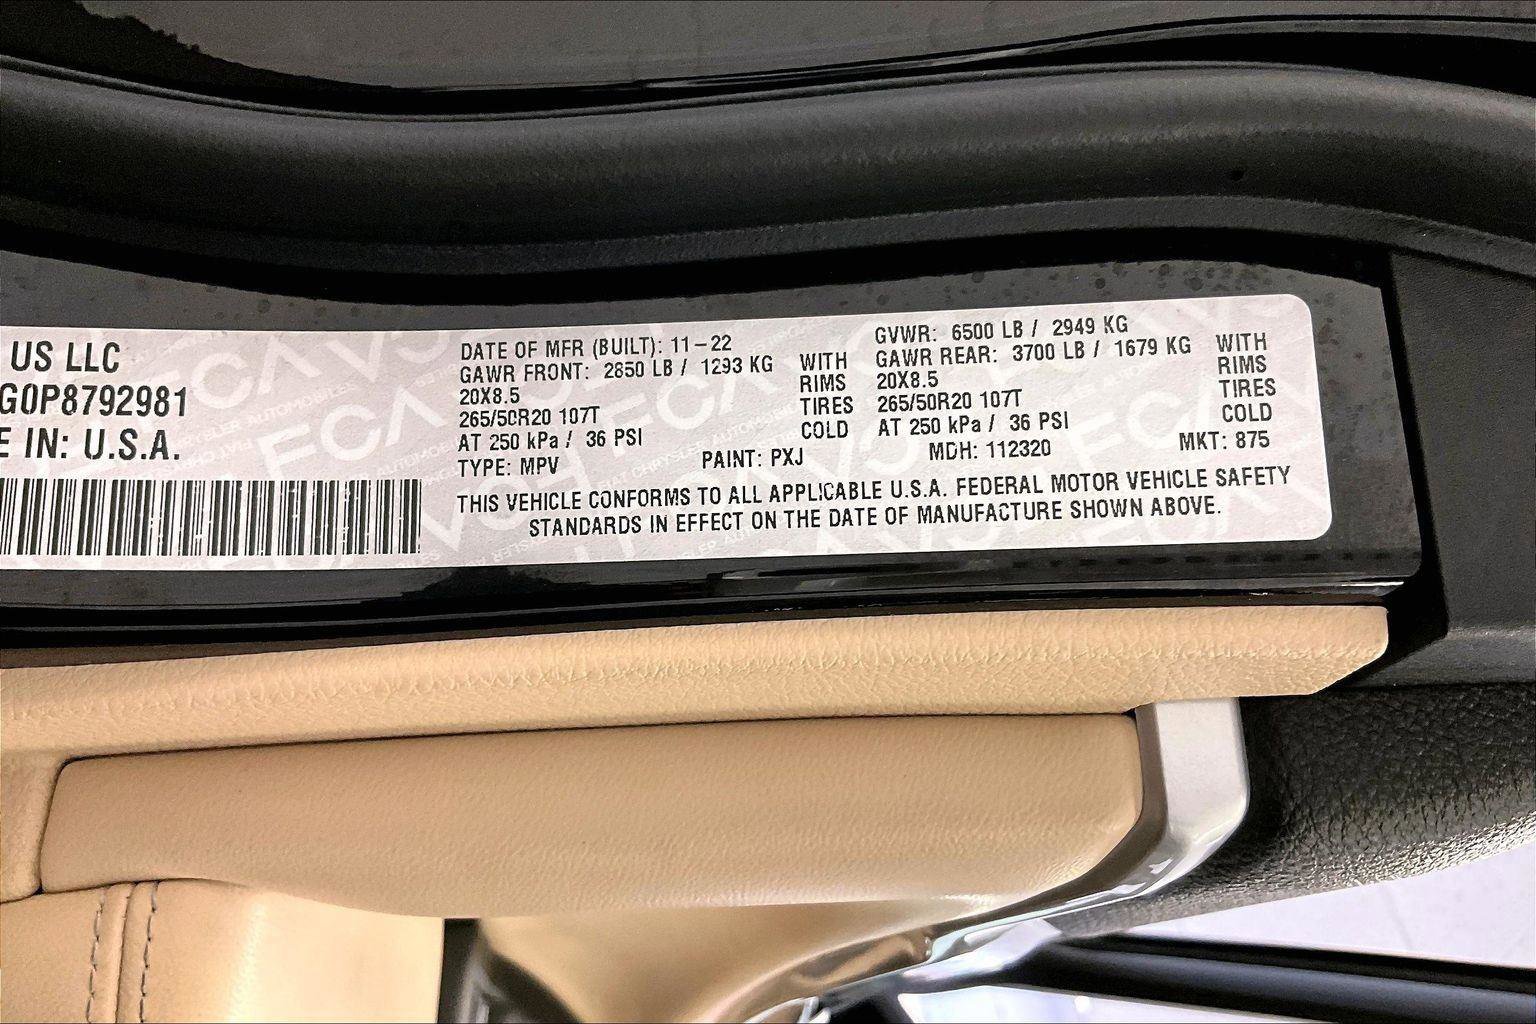 US LLC
G0P8792981
E IN: U.S.A.
DATE OF MFR (BUILT): 11-22
GAWR FRONT: 2850 LB / 1293 KG WITH
20X8.5 RIMS
265/50R20 107T TIRES
AT 250 kPa / 36 PSI COLD
GVWR: 6500 LB / 2949 KG
GAWR REAR: 3700 LB / 1679 KG WITH
20X8.5 RIMS
265/50R20 107T TIRES
AT 250 kPa / 36 PSI COLD
TYPE: MPV PAINT: PXJ MDH: 112320 MKT: 875
THIS VEHICLE CONFORMS TO ALL APPLICABLE U.S.A. FEDERAL MOTOR VEHICLE SAFETY
STANDARDS IN EFFECT ON THE DATE OF MANUFACTURE SHOWN ABOVE.